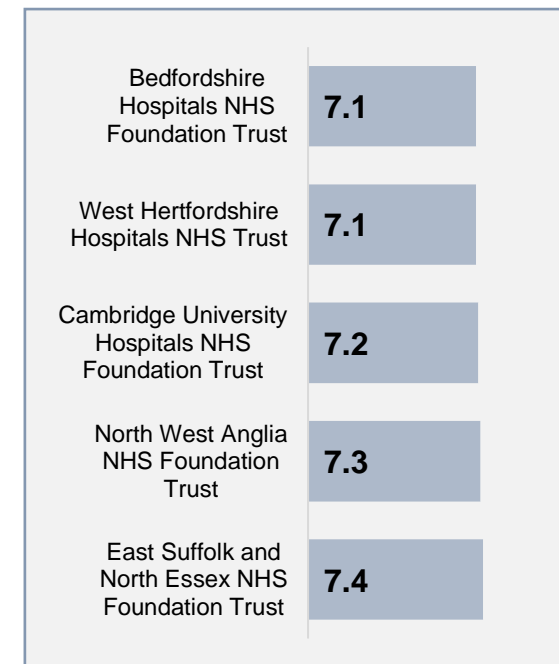 Bedfordshire
Hospitals NHS
Foundation Trust
7.1
West Hertfordshire
Hospitals NHS Trust
7.1
Cambridge University
Hospitals NHS
Foundation Trust
7.2
North West Anglia
NHS Foundation
Trust
7.3
East Suffolk and
North Essex NHS
Foundation Trust
7.4